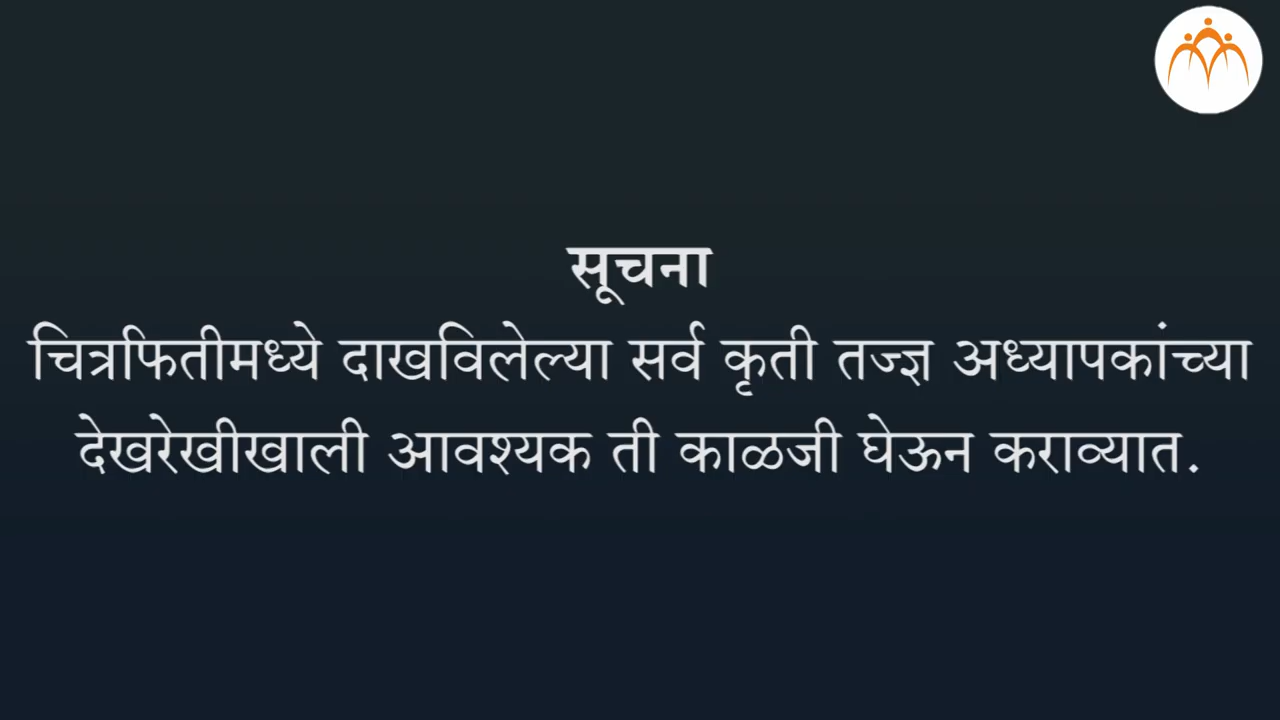 सूचना
चित्रफितीमध्ये दाखविलेल्या सर्व कृती तज्ज्ञ अध्यापकांच्या
देखरेखीखाली आवश्यक ती काळजी घेऊन कराव्यात.